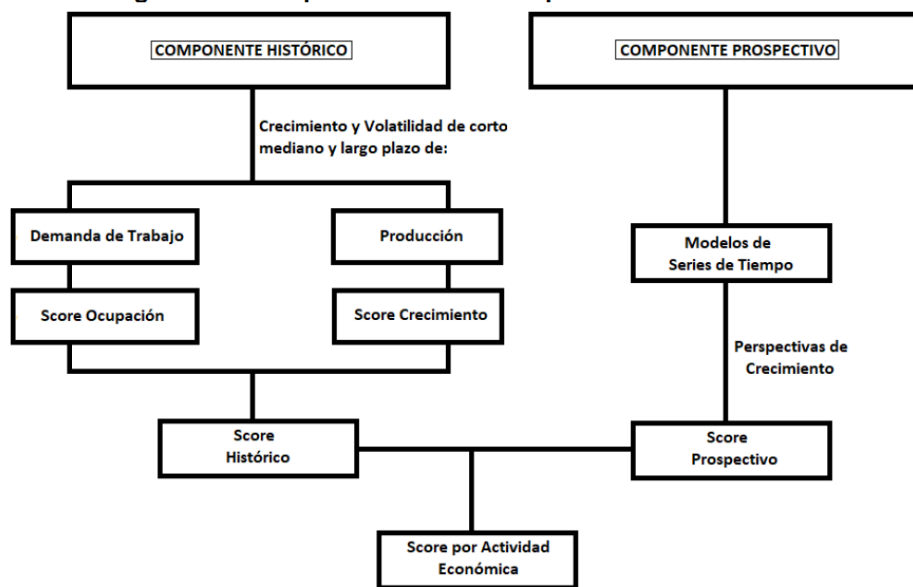 COMPONENTE HISTÓRICO
COMPONENTE PROSPECTIVO
Crecimiento y Volatilidad de corto
mediano y largo plazo de:
Demanda de Trabajo
Producción
Modelos de
Series de Tiempo
Score Ocupación
Score Crecimiento
Perspectivas de
Crecimiento
Score
Histórico
Score
Prospectivo
Score por Actividad
Económica